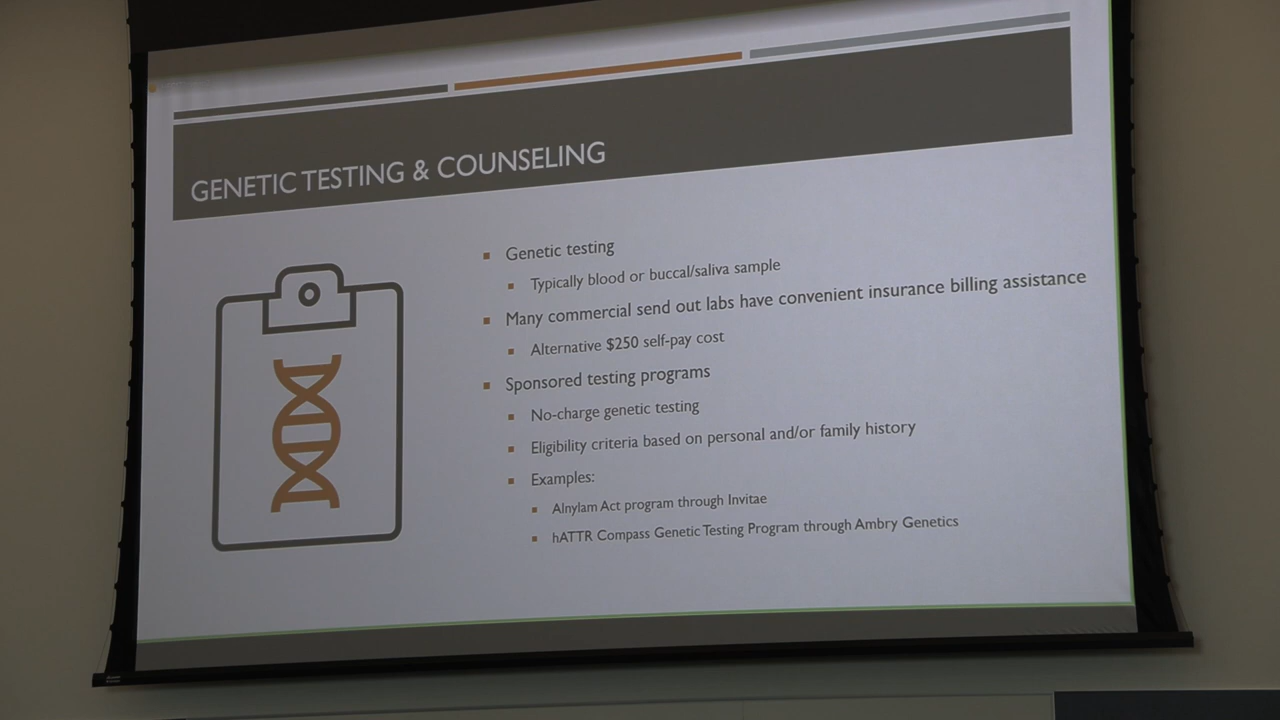 GENETIC TESTING & COUNSELING
Genetic testing
Typically blood or buccal/saliva sample
Many commercial send out labs have convenient insurance billing assistance
Alternative $250 self-pay cost
Sponsored testing programs
No-charge genetic testing
Eligibility criteria based on personal and/or family history
Examples:
Alnylam Act program through Invitae
hATTR Compass Genetic Testing Program through Ambry Genetics